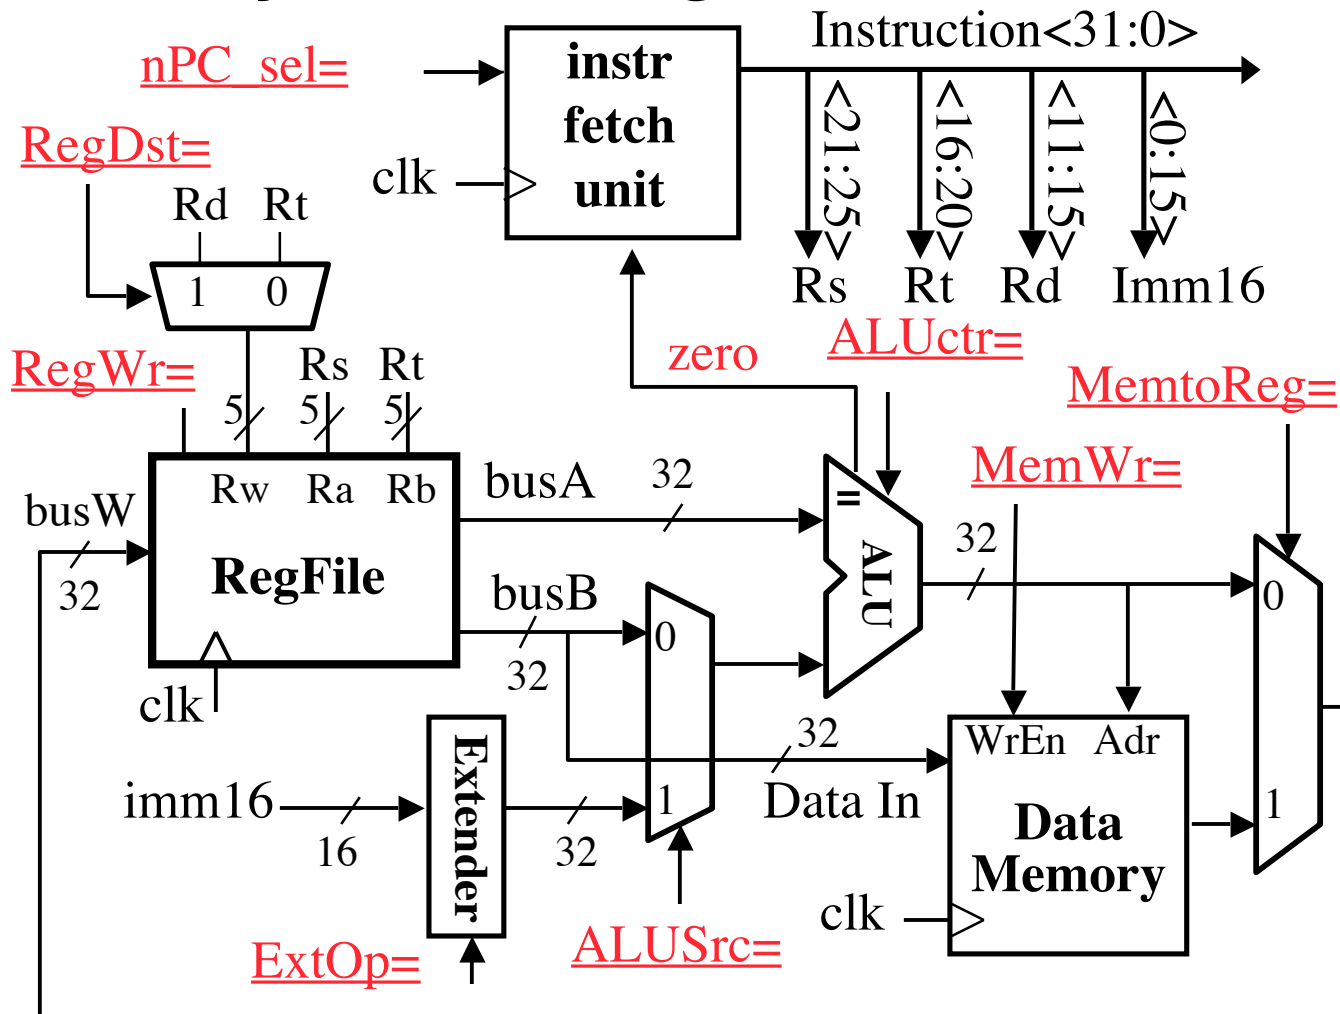 Instruction<31:0>
nPC_sel=
instr
fetch
unit
clk
<21:25>
<16:20>
<11:15>
<0:15>
Rs
Rt
Rd
Imm16
RegDst=
Rd
Rt
1
0
zero
ALUctr=
RegWr=
Rs
Rt
5
5
5
MemtoReg=
MemWr=
busW
32
Rw
Ra
Rb
RegFile
clk
busA
32
busB
32
=
ALU
32
0
1
0
1
imm16
16
Extender
32
32
Data In
WrEn
Adr
Data
Memory
clk
ExtOp=
ALUSrc=